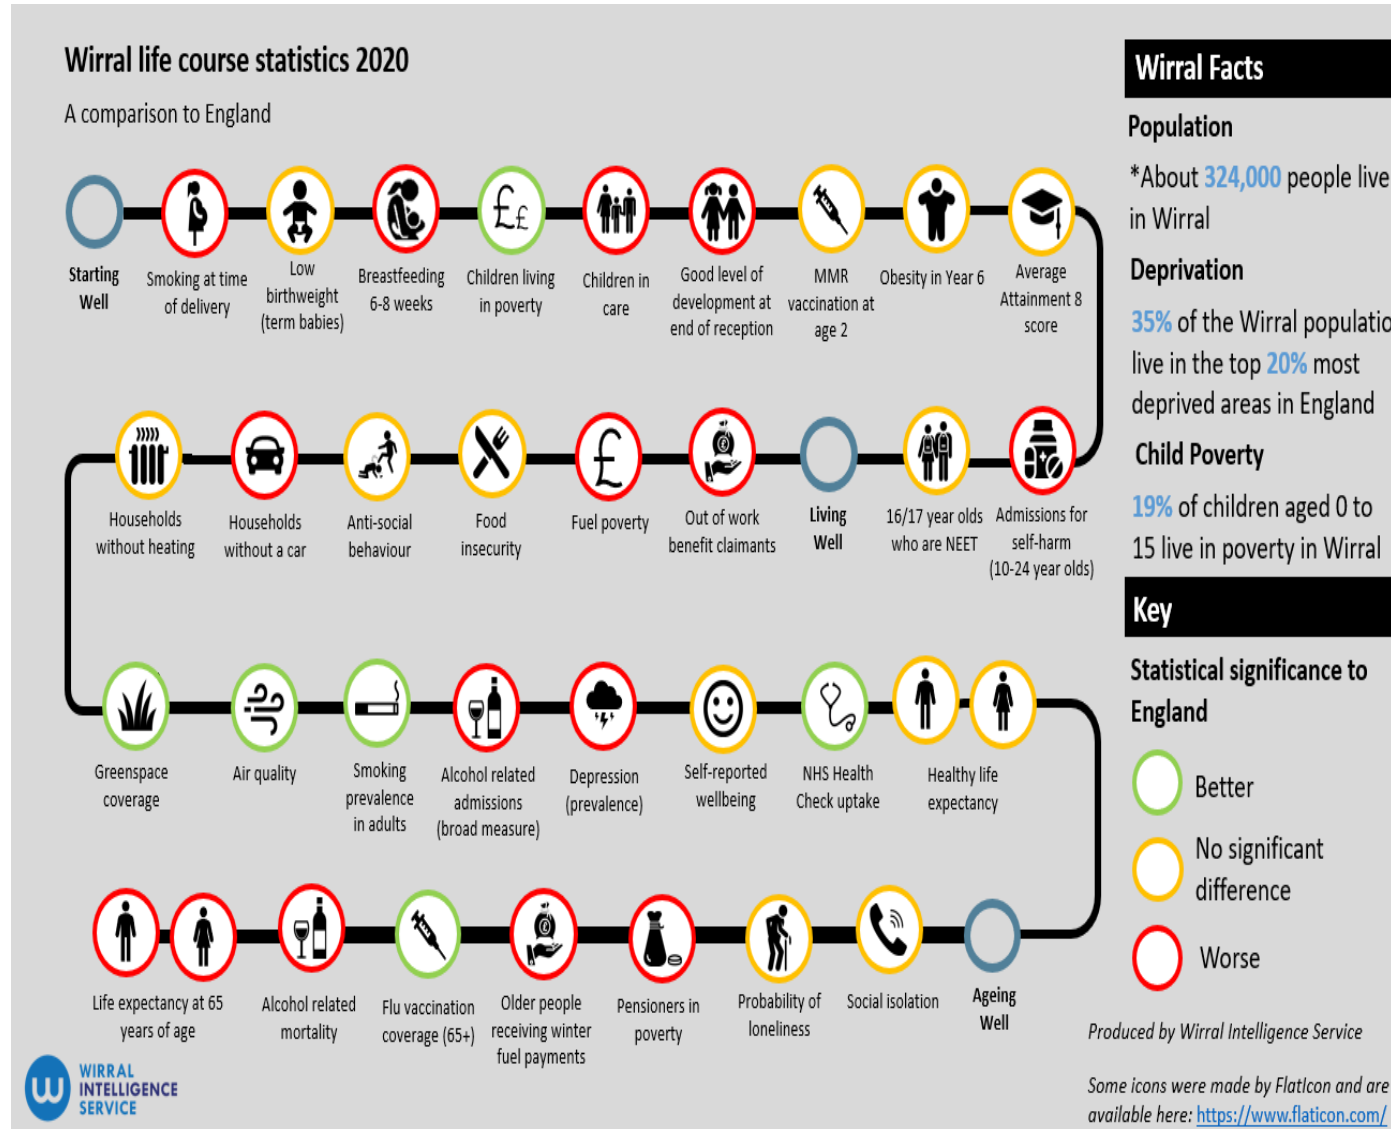 Wirral life course statistics 2020
A comparison to England
Starting
Well
Smoking at time
of delivery
Low
birthweight
(term babies)
Breastfeeding
6-8 weeks
££
Children living
in poverty
Children in
care
Good level of
development at
end of reception
MMR
vaccination at
age 2
Obesity in Year 6
Average
Attainment 8
score
Households
without heating
Households
without a car
Anti-social
behaviour
Food
insecurity
£
Fuel poverty
£
Out of work
benefit claimants
Living
Well
16/17 year olds
who are NEET
Admissions for
self-harm
(10-24 year olds)
Greenspace
coverage
Air quality
Smoking
prevalence
in adults
Alcohol related
admissions
(broad measure)
Depression
(prevalence)
Self-reported
wellbeing
NHS Health
Check uptake
Healthy life
expectancy
Life expectancy at 65
years of age
Alcohol related
mortality
Flu vaccination
coverage (65+)
£
Older people
receiving winter
fuel payments
Pensioners in
poverty
Probability of
loneliness
Social isolation
Ageing
Well
W
WIRRAL
INTELLIGENCE
SERVICE
Wirral Facts
Population
*About 324,000 people live
in Wirral
Deprivation
35% of the Wirral populatio
live in the top 20% most
deprived areas in England
Child Poverty
19% of children aged 0 to
15 live in poverty in Wirral
Key
Statistical significance to
England
Better
No significant
difference
Worse
Produced by Wirral Intelligence Service
Some icons were made by FlatIcon and are
available here: https://www.flaticon.com/